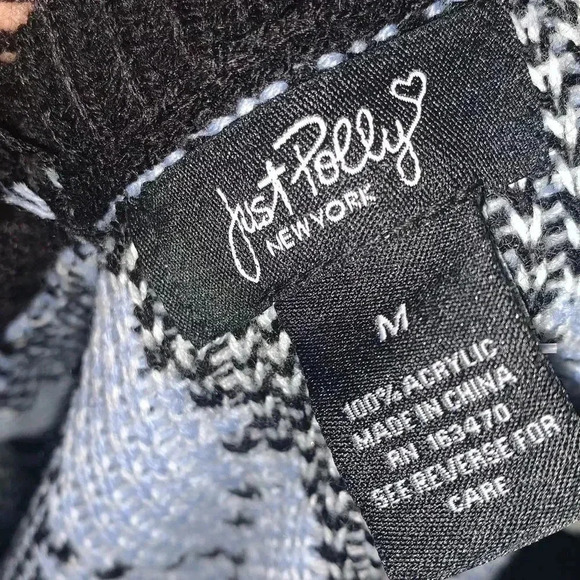 just Polly
NEW YORK
M
100% ACRYLIC
MADE IN CHINA
RN 163470
SEE REVERSE FOR
CARE